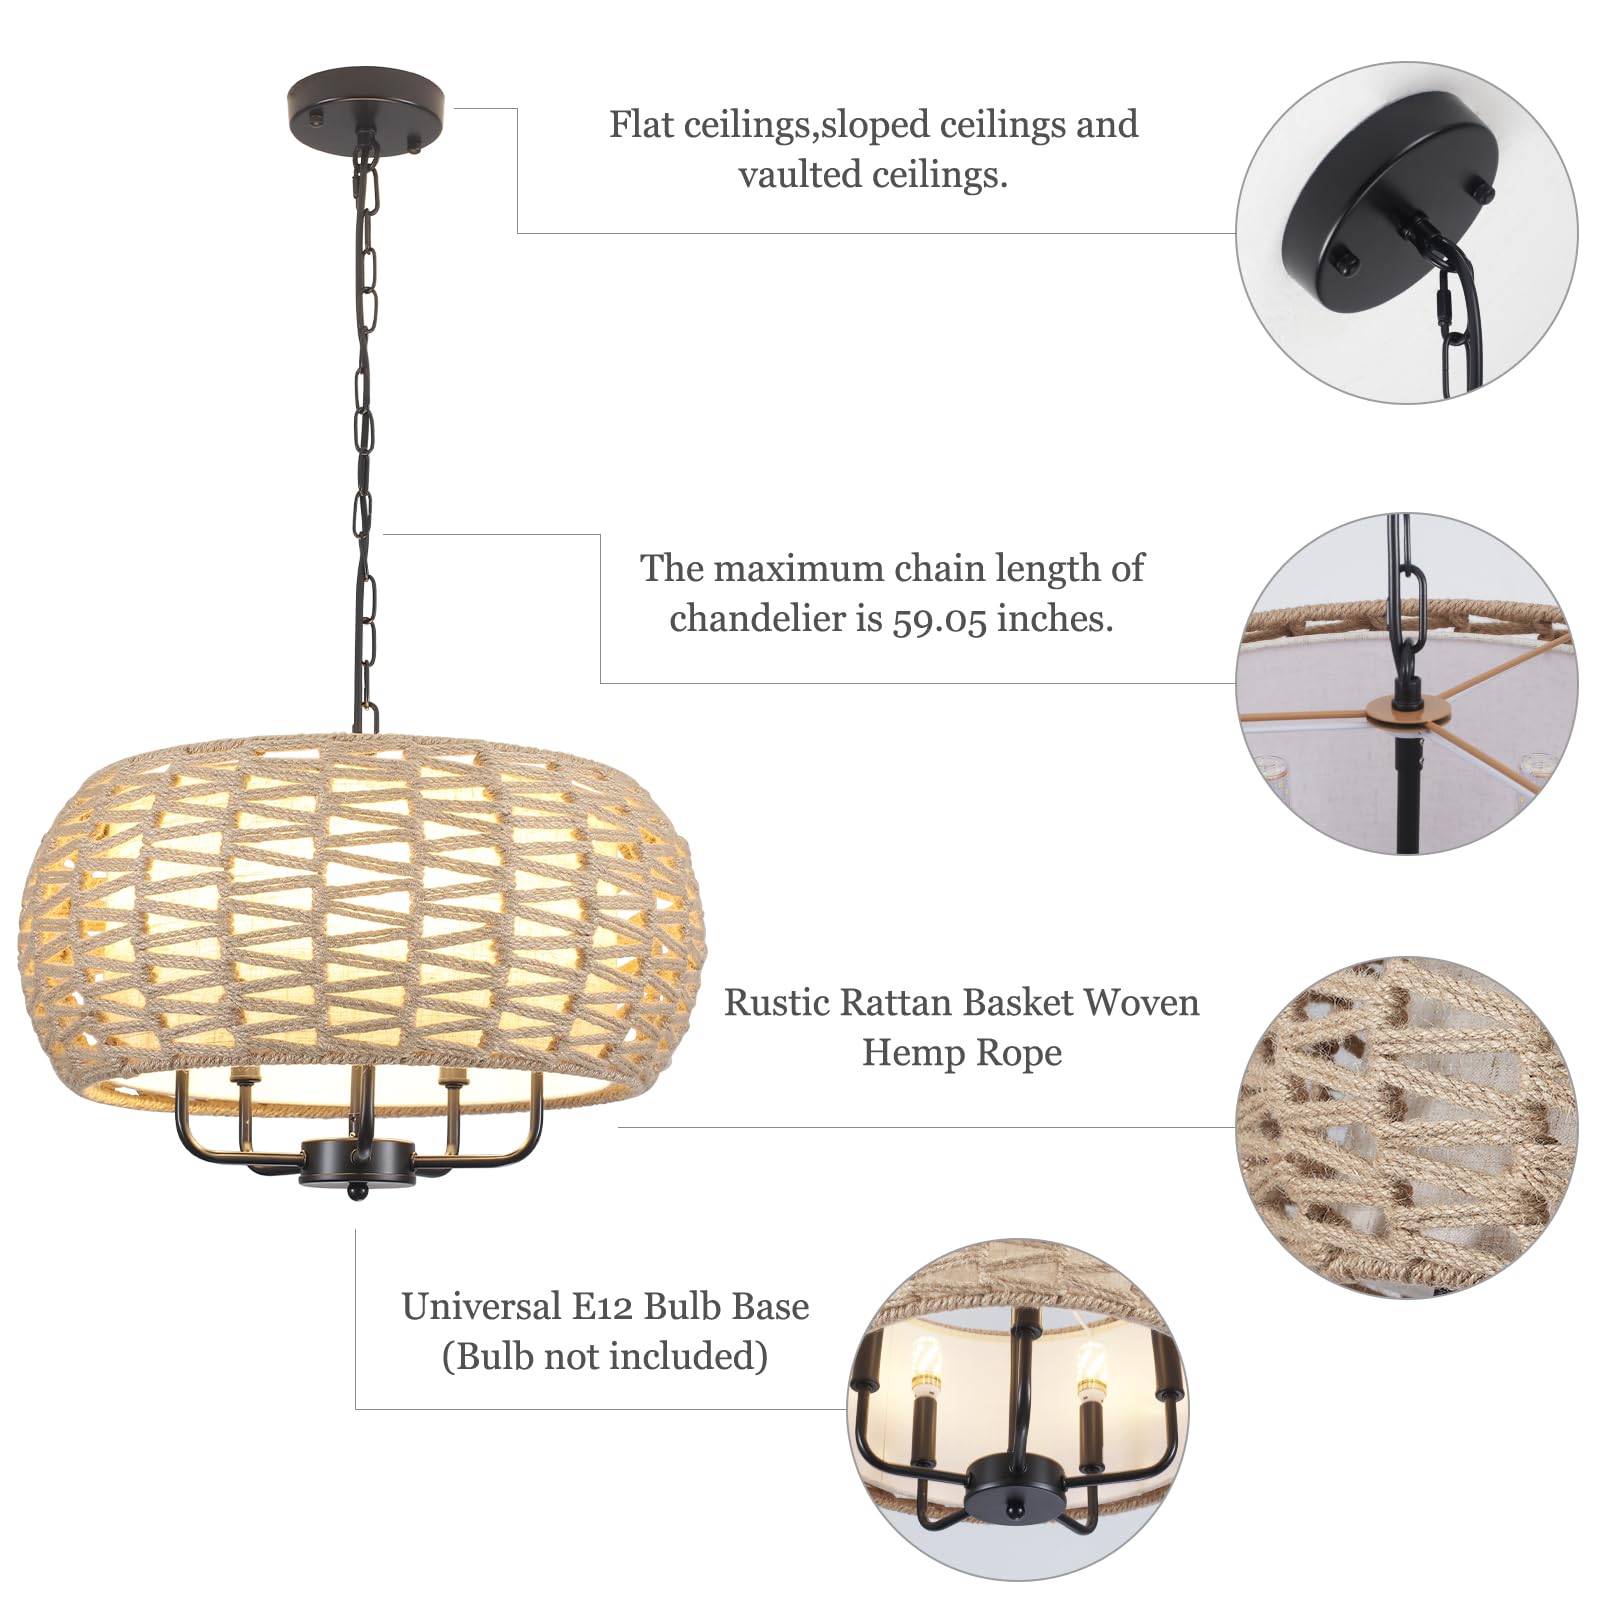 Flat ceilings,sloped ceilings and
vaulted ceilings.
The maximum chain length of
chandelier is 59.05 inches.
Rustic Rattan Basket Woven
Hemp Rope
Universal E12 Bulb Base
(Bulb not included)